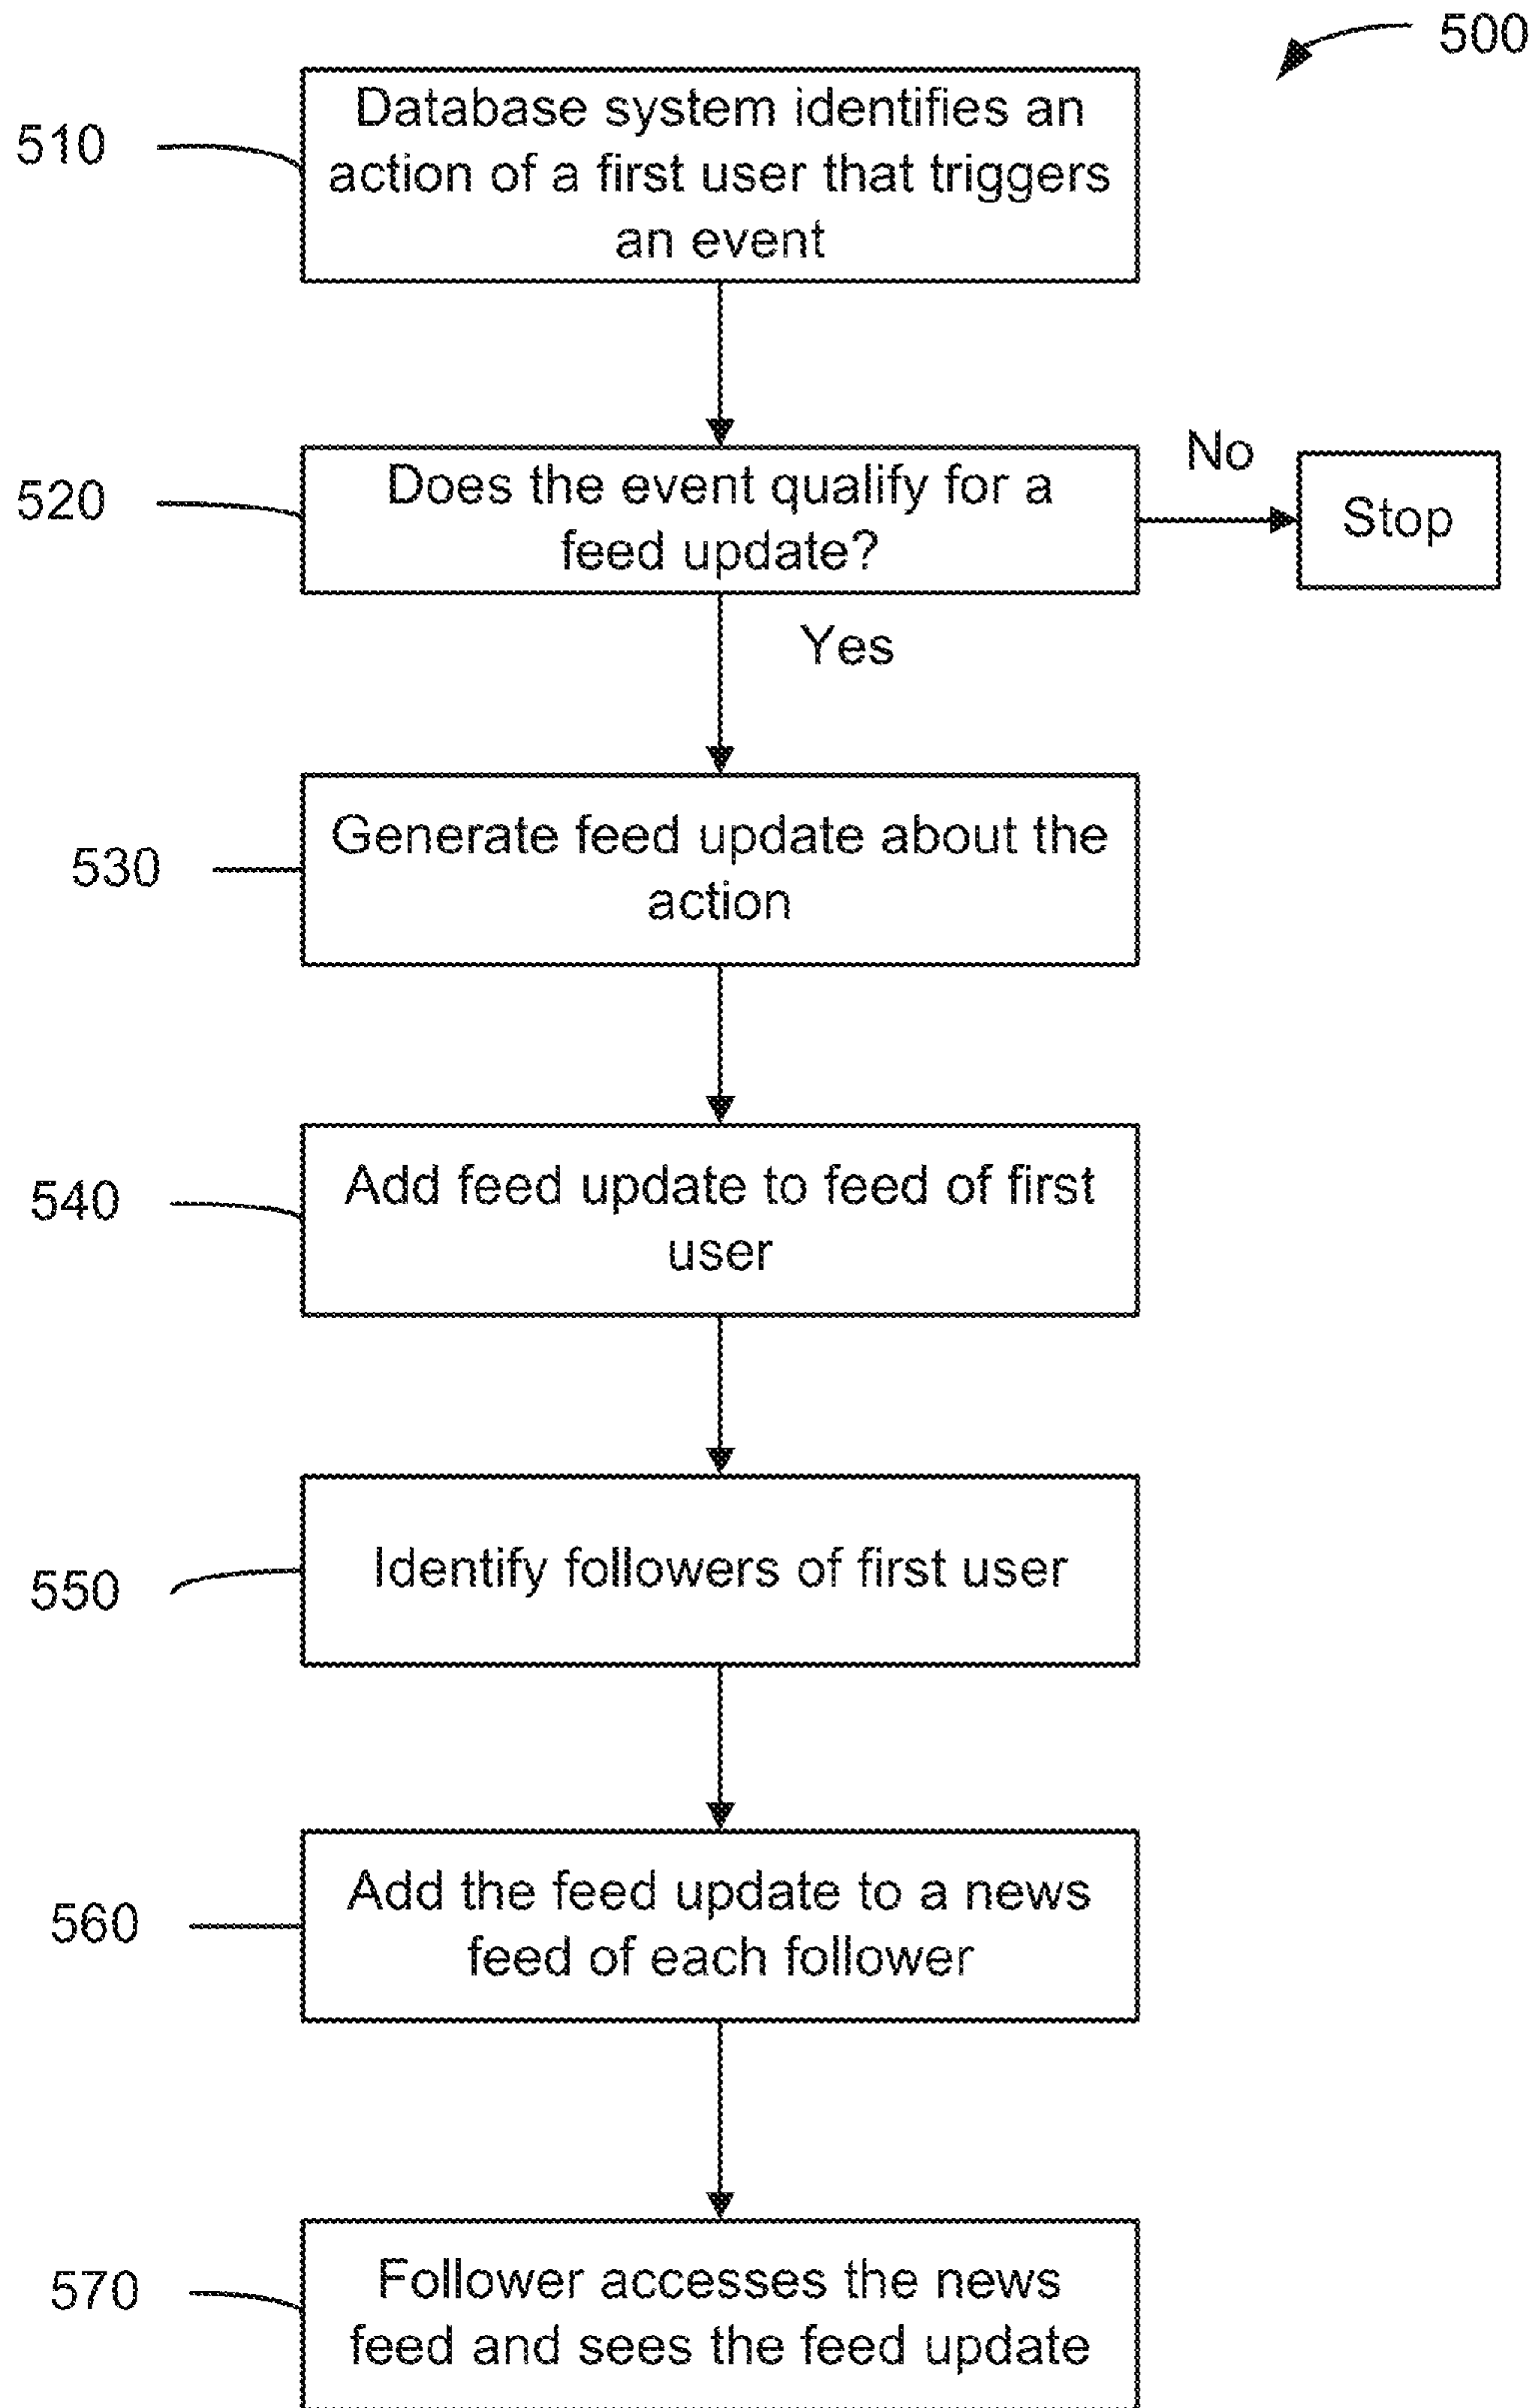 500
510
Database system identifies an
action of a first user that triggers
an event
520
Does the event qualify for a
feed update?
No
Stop
Yes
530
Generate feed update about the
action
540
Add feed update to feed of first
user
550
Identify followers of first user
560
Add the feed update to a news
feed of each follower
570
Follower accesses the news
feed and sees the feed update